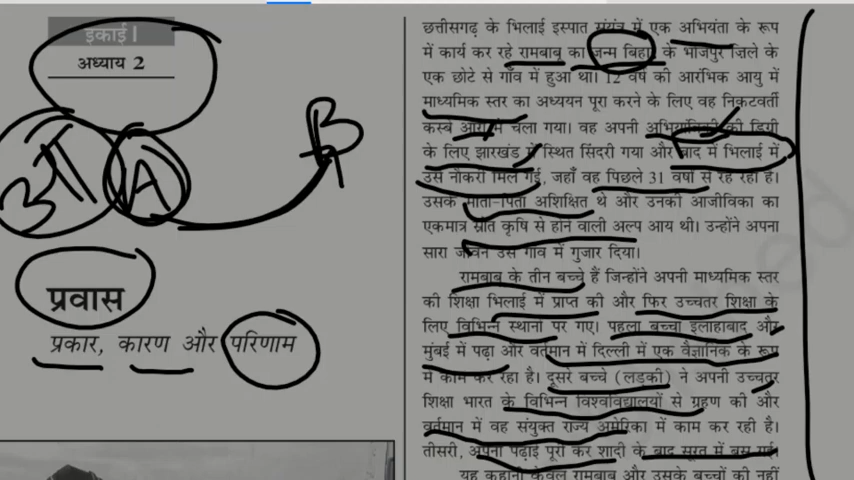 इकाई I
अध्याय 2
आ
A
B
प्रवास
प्रकार, कारण और परिणाम
छत्तीसगढ़ के भिलाई इस्पात संयंत्र में एक अभियंता के रूप
में कार्य कर रहे रामबाबू का जन्म बिहार के भोजपुर ज़िले के
एक छोटे से गाँव में हुआ था। 12 वर्ष की आरंभिक आयु में
माध्यमिक स्तर का अध्ययन पूरा करने के लिए वह निकटवर्ती
कस्बे आरा में चला गया। वह अपनी अभियांत्रिकी की डिग्री
के लिए झारखंड में स्थित सिंदरी गया और बाद में भिलाई में
उसे नौकरी मिल गई, जहाँ वह पिछले 31 वर्षों से रह रहा है।
उसके माता-पिता अशिक्षित थे और उनकी आजीविका का
एकमात्र स्रोत कृषि से होने वाली अल्प आय थी। उन्होंने अपना
सारा जीवन उस गाँव में गुजार दिया।
रामबाबू के तीन बच्चे हैं जिन्होंने अपनी माध्यमिक स्तर
की शिक्षा भिलाई में प्राप्त की और फिर उच्चतर शिक्षा के
लिए विभिन्न स्थानों पर गए। पहला बच्चा इलाहाबाद और
मुंबई में पढ़ा और वर्तमान में दिल्ली में एक वैज्ञानिक के रूप
में काम कर रहा है। दूसरे बच्चे (लड़की) ने अपनी उच्चतर
शिक्षा भारत के विभिन्न विश्वविद्यालयों से ग्रहण की और
वर्तमान में वह संयुक्त राज्य अमेरिका में काम कर रही है।
तीसरी, अपनी पढ़ाई पूरी कर शादी के बाद सूरत में बस गई।
यह कहानी केवल रामबाबू और उसके बच्चों की नहीं